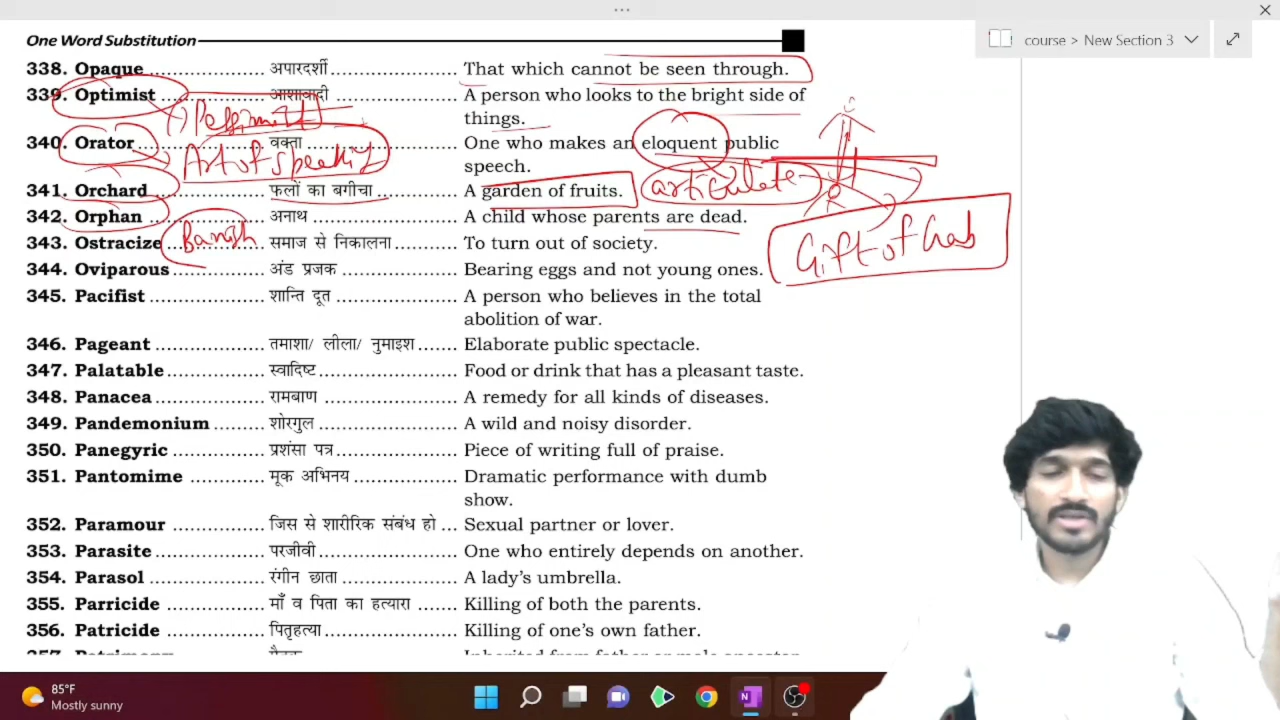 One Word Substitution
course > New Section 3
338. Opaque ...................... अपारदर्शी ..................... That which cannot be seen through.
339. Optimist ................... आशावादी .................... A person who looks to the bright side of
things.
Pessimist
340. Orator ....................... वक्ता .......................... One who makes an eloquent public
speech.
Art of speaking
341. Orchard .................... फलों का बगीचा ............ A garden of fruits.
articulate
342. Orphan ..................... अनाथ ........................ A child whose parents are dead.
343. Ostracize ................... समाज से निकालना ........... To turn out of society.
Banish
Gift of Gab
344. Oviparous .................. अंड प्रजक ................... Bearing eggs and not young ones.
345. Pacifist ...................... शान्ति दूत .................... A person who believes in the total
abolition of war.
346. Pageant ..................... तमाशा/ लीला/ नुमाइश ....... Elaborate public spectacle.
347. Palatable ................... स्वादिष्ट ...................... Food or drink that has a pleasant taste.
348. Panacea .................... रामबाण ...................... A remedy for all kinds of diseases.
349. Pandemonium ......... शोरगुल ....................... A wild and noisy disorder.
350. Panegyric .................. प्रशंसा पत्र .................... Piece of writing full of praise.
351. Pantomime ............... मूक अभिनय ................. Dramatic performance with dumb
show.
352. Paramour .................. जिस से शारीरिक संबंध हो ... Sexual partner or lover.
353. Parasite ..................... परजीवी ....................... One who entirely depends on another.
354. Parasol ...................... रंगीन छाता ................... A lady's umbrella.
355. Parricide ................... माँ व पिता का हत्यारा ....... Killing of both the parents.
356. Patricide .................... पितृहत्या ...................... Killing of one's own father.
85°F
Mostly sunny